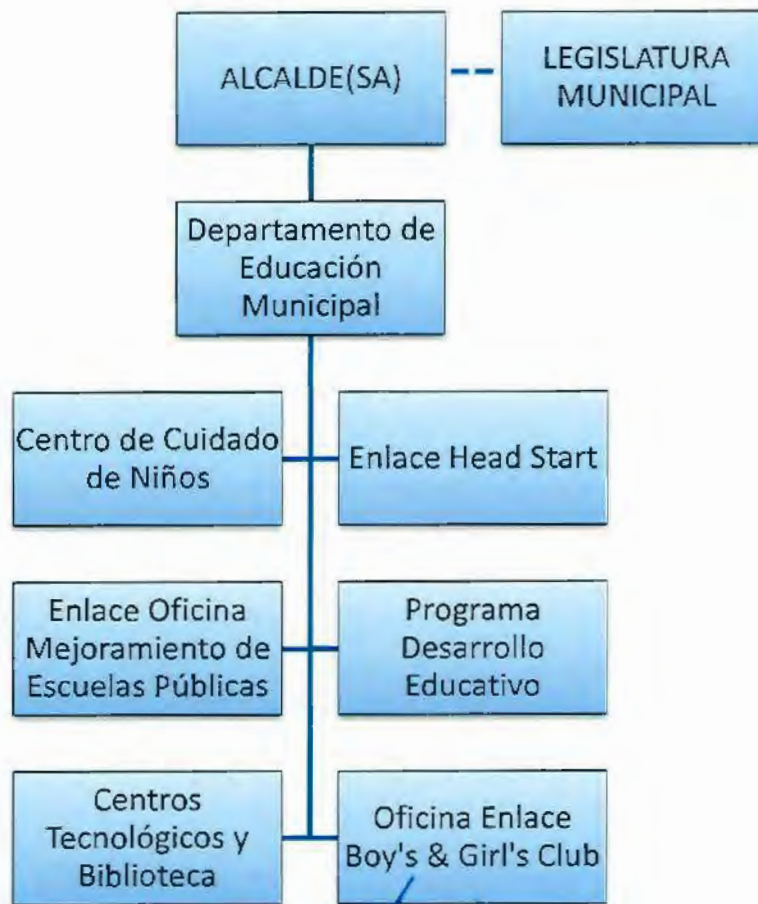 ALCALDE(SA)
LEGISLATURA
MUNICIPAL
Departamento de
Educación
Municipal
Centro de Cuidado
de Niños
Enlace Head Start
Enlace Oficina
Mejoramiento de
Escuelas Públicas
Programa
Desarrollo
Educativo
Centros
Tecnológicos y
Biblioteca
Oficina Enlace
Boy's & Girl's Club